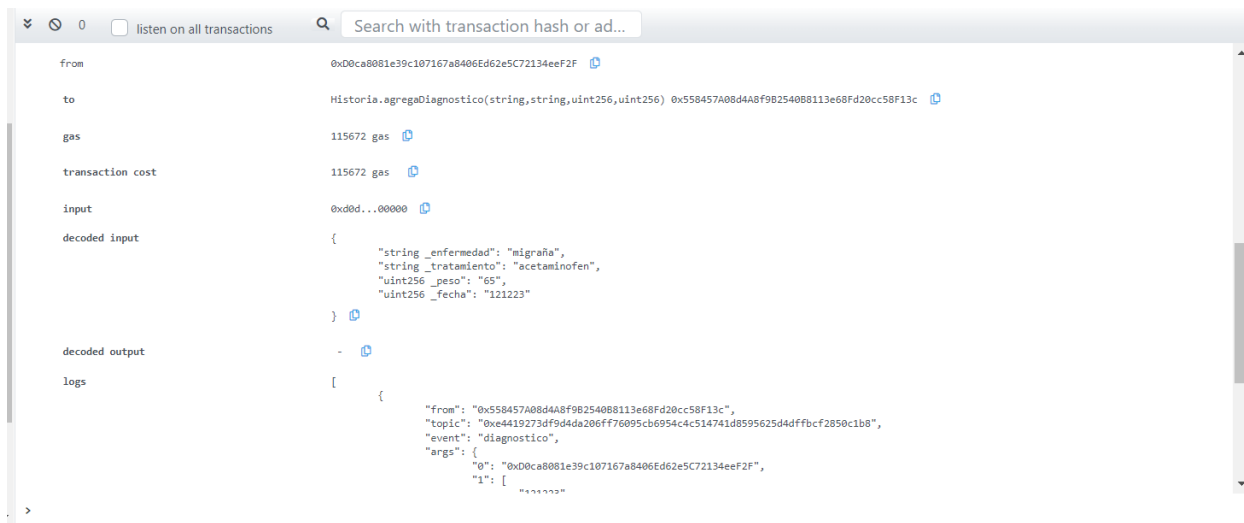 0 listen on all transactions Search with transaction hash or ad...
from 0xD0ca8081e39c107167a8406Ed62e5C72134eeF2F
to Historia.agregaDiagnostico(string,string,uint256,uint256) 0x558457A08d4A8f9B2540B8113e68Fd20cc58F13c
gas 115672 gas
transaction cost 115672 gas
input 0xd0d...00000
decoded input {
"string _enfermedad": "migraña",
"string _tratamiento": "acetaminofen",
"uint256 _peso": "65",
"uint256 _fecha": "121223"
}
decoded output -
logs [
{
"from": "0x558457A08d4A8f9B2540B8113e68Fd20cc58F13c",
"topic": "0xe4419273df9d4da206ff76095cb6954c4c514741d8595625d4dffbcf2850c1b8",
"event": "diagnostico",
"args": {
"0": "0xD0ca8081e39c107167a8406Ed62e5C72134eeF2F",
"1": [
"121223"
>